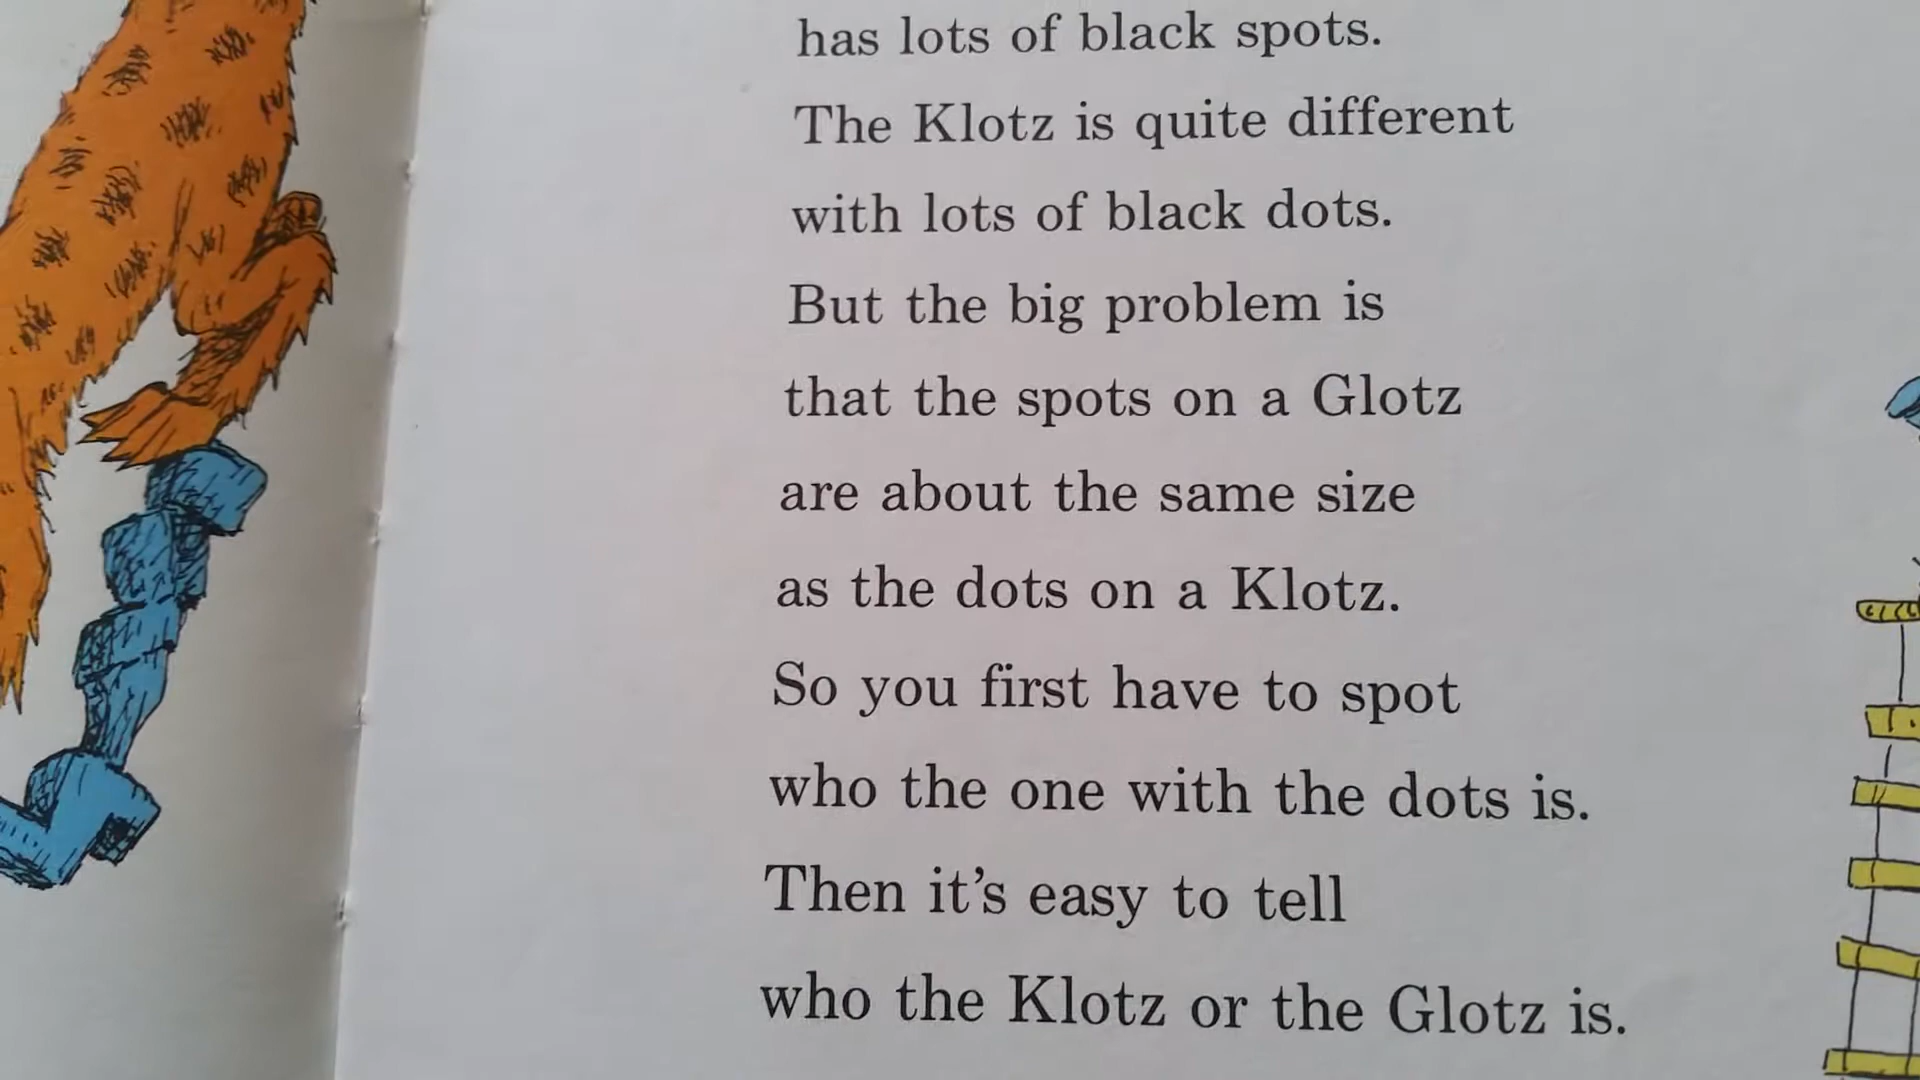 has lots of black spots.
The Klotz is quite different
with lots of black dots.
But the big problem is
that the spots on a Glotz
are about the same size
as the dots on a Klotz.
So you first have to spot
who the one with the dots is.
Then it's easy to tell
who the Klotz or the Glotz is.